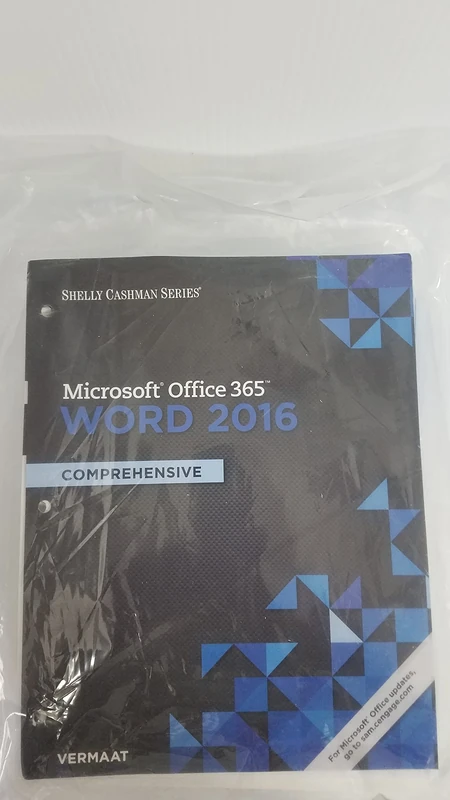 SHELLY CASHMAN SERIES®
Microsoft® Office 365™
WORD 2016
COMPREHENSIVE
For Microsoft® Office updates,
go to sam.cengage.com
VERMAAT